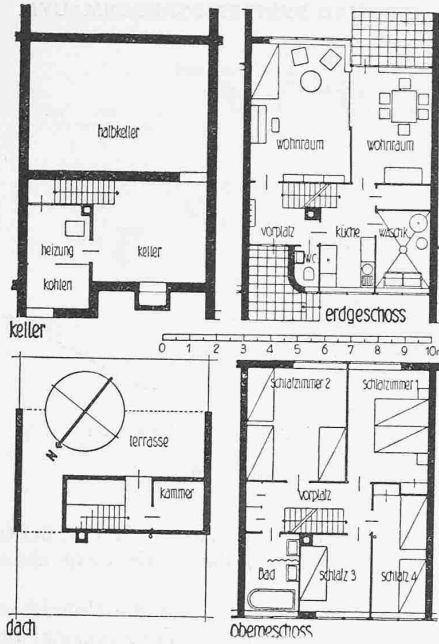 halbkeller
heizung
keller
kohlen
keller
wohnraum
wohnraum
vorplatz
küche
waschk
wc
erdgeschoss
0 1 2 3 4 5 6 7 8 9 10m
N
terrasse
kammer
dach
schlafzimmer 2
schlafzimmer 1
vorplatz
Bad
schlafz 3
schlafz 4
obergeschoss